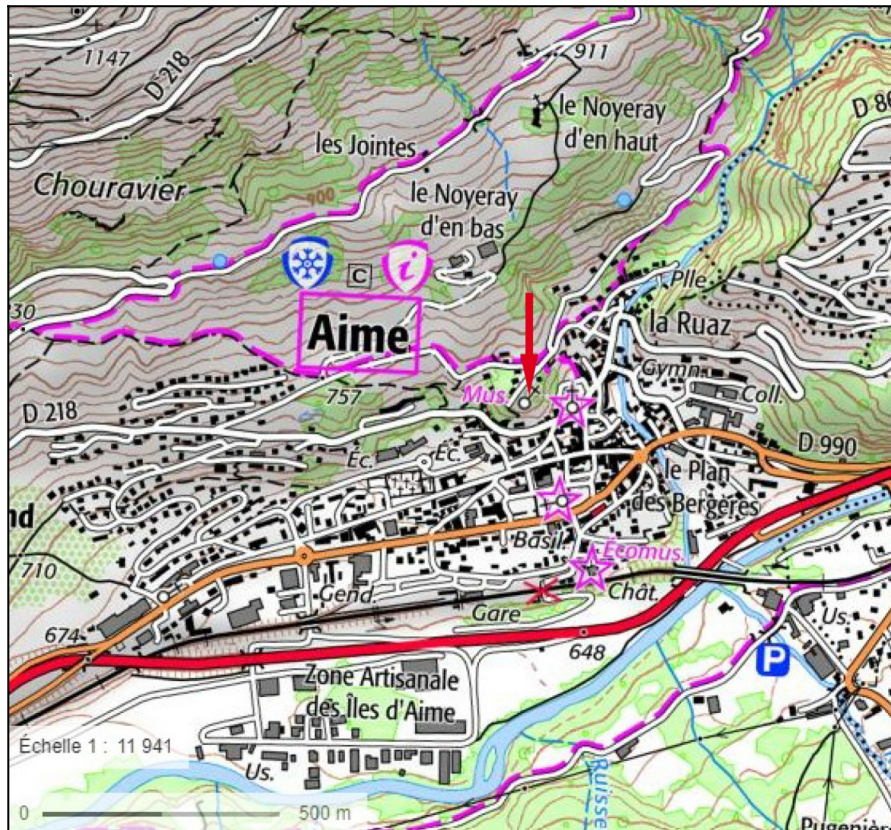 1147
D 218
911
le Noyeray
d'en haut
D 86
les Jointes
Chouravier
900
le Noyeray
d'en bas
i
C
Plle
la Ruaz
30
Aime
Gymn.
757
Mus.
Coll.
D 218
D 990
Éc.
Éc.
le Plan
des Bergères
nd
Basil.
Écomus.
710
Gend.
Chât.
Gare
Us.
674
648
P
Zone Artisanale
des Îles d'Aime
Échelle 1 : 11 941
Us.
Ruisse
0
500 m
Pugeniè